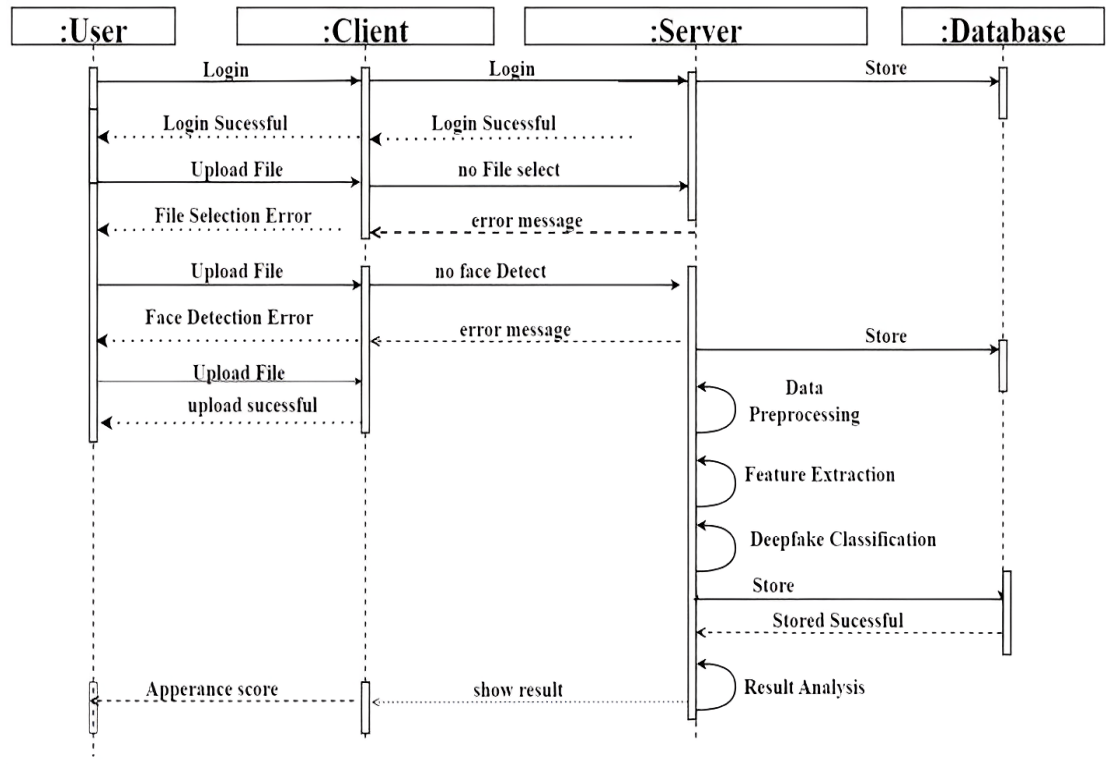 :User
:Client
:Server
:Database
Login
Login
Store
Login Sucessful
Login Sucessful
Upload File
no File select
File Selection Error
error message
Upload File
no face Detect
Face Detection Error
error message
Store
Upload File
upload sucessful
Data
Preprocessing
Feature Extraction
Deepfake Classification
Store
Stored Sucessful
Apperance score
show result
Result Analysis